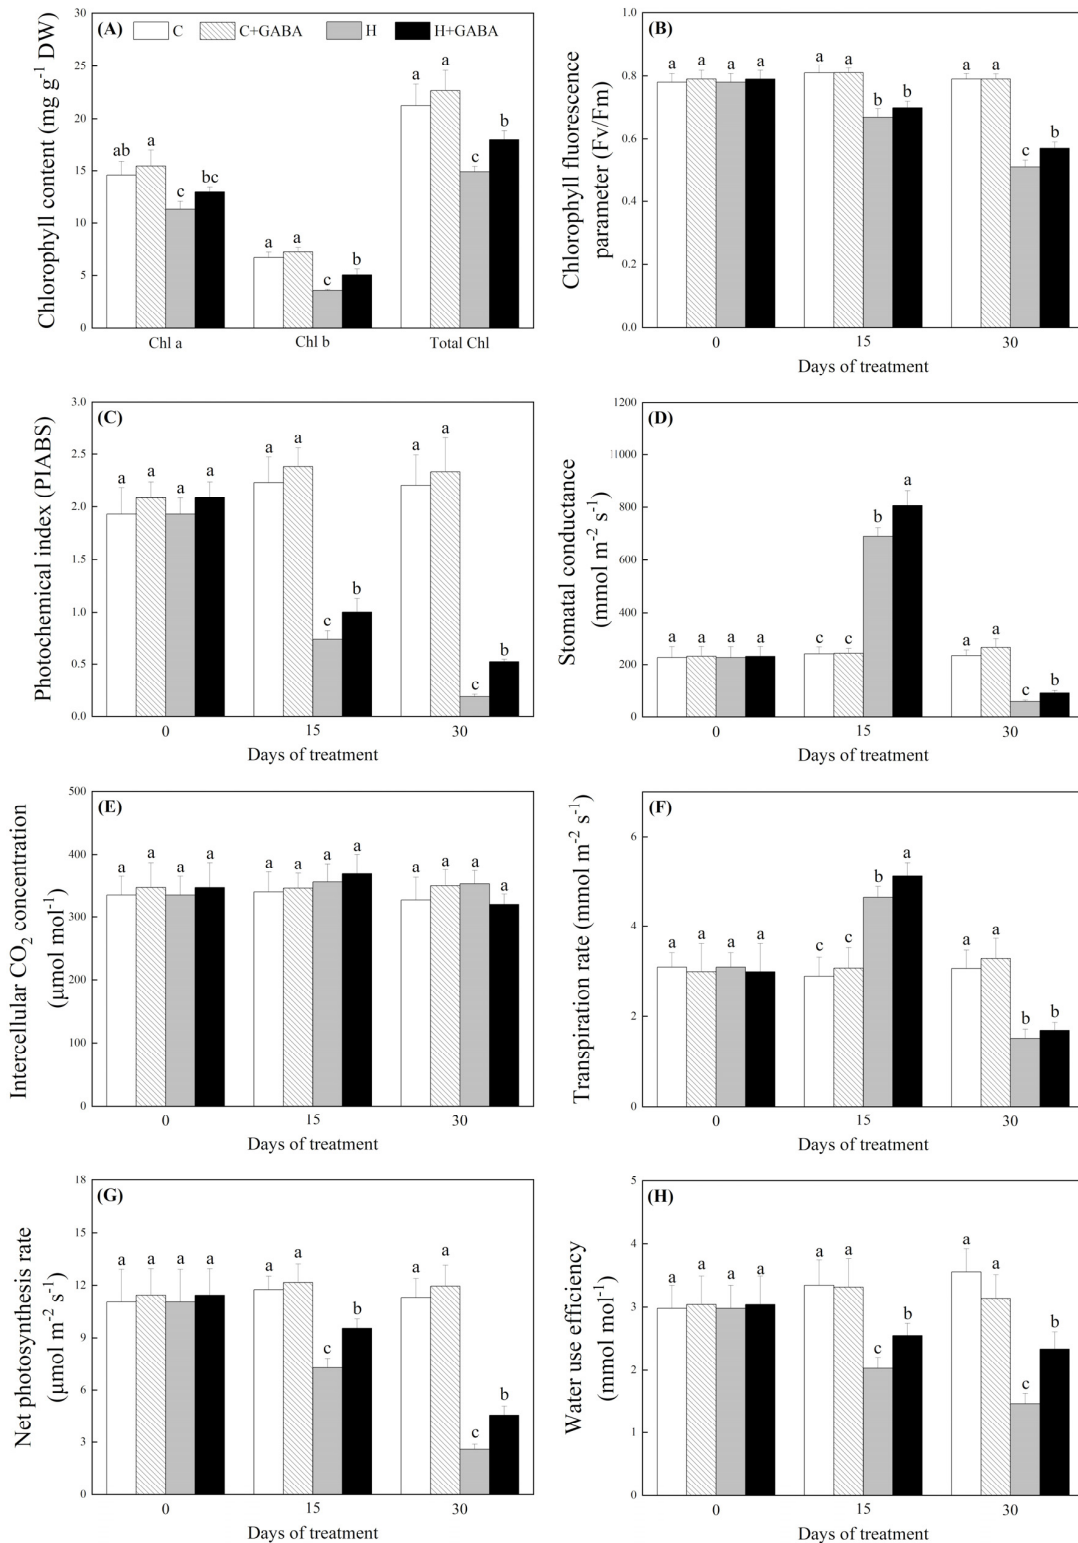 (A) C C+GABA H H+GABA
Chlorophyll content (mg g-1 DW)
30
25
20
15
10
5
0
ab a c bc
a a c b
a a c b
Chl a Chl b Total Chl
(B)
Chlorophyll fluorescence
parameter (Fv/Fm)
1.0
0.8
0.6
0.4
0.2
0.0
a a a a
a a b b
a a c b
0 15 30
Days of treatment
(C)
Photochemical index (PIABS)
3.0
2.5
2.0
1.5
1.0
0.5
0.0
a a a a
a a c b
a a c b
0 15 30
Days of treatment
(D)
Stomatal conductance
(mmol m-2 s-1)
1200
1000
800
600
400
200
0
a a a a
c c b a
a a c b
0 15 30
Days of treatment
(E)
Intercellular CO2 concentration
(μmol mol-1)
500
400
300
200
100
0
a a a a
a a a a
a a a a
0 15 30
Days of treatment
(F)
Transpiration rate (mmol m-2 s-1)
6
4
2
0
a a a a
c c b a
a a b b
0 15 30
Days of treatment
(G)
Net photosynthesis rate
(μmol m-2 s-1)
18
15
12
9
6
3
0
a a a a
a a c b
a a c b
0 15 30
Days of treatment
(H)
Water use efficiency
(mmol mol-1)
5
4
3
2
1
0
a a a a
a a c b
a a c b
0 15 30
Days of treatment